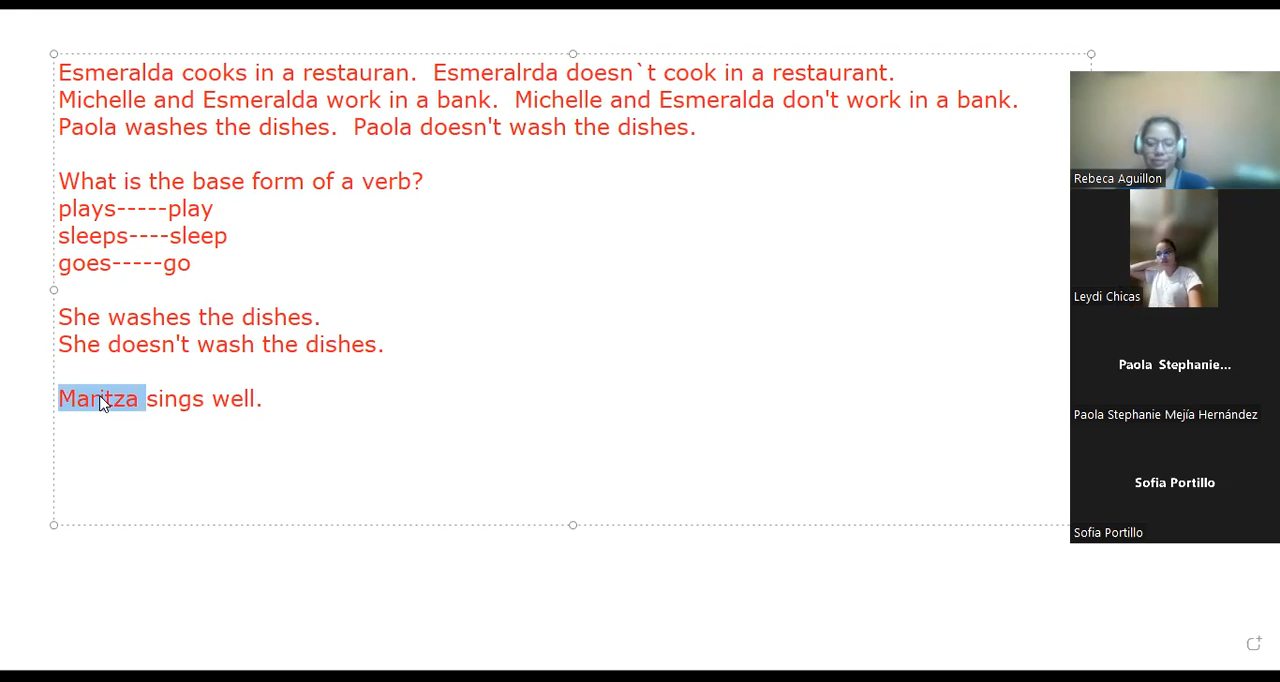 Esmeralda cooks in a restauran.  Esmeralrda doesn`t cook in a restaurant.
Michelle and Esmeralda work in a bank.  Michelle and Esmeralda don't work in a bank.
Paola washes the dishes.  Paola doesn't wash the dishes.
What is the base form of a verb?
plays-----play
sleeps----sleep
goes-----go
She washes the dishes.
She doesn't wash the dishes.
Maritza sings well.
Rebeca Aguillon
Leydi Chicas
Paola Stephanie...
Paola Stephanie Mejía Hernández
Sofia Portillo
Sofia Portillo